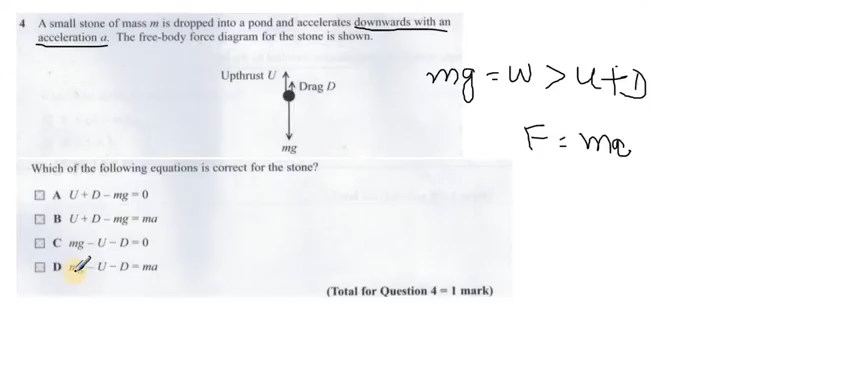 4 A small stone of mass m is dropped into a pond and accelerates downwards with an
acceleration a. The free-body force diagram for the stone is shown.
Upthrust U
Drag D
mg
mg = W > U + D
F = ma
Which of the following equations is correct for the stone?
A U + D – mg = 0
B U + D – mg = ma
C mg – U – D = 0
D – U – D = ma
(Total for Question 4 = 1 mark)